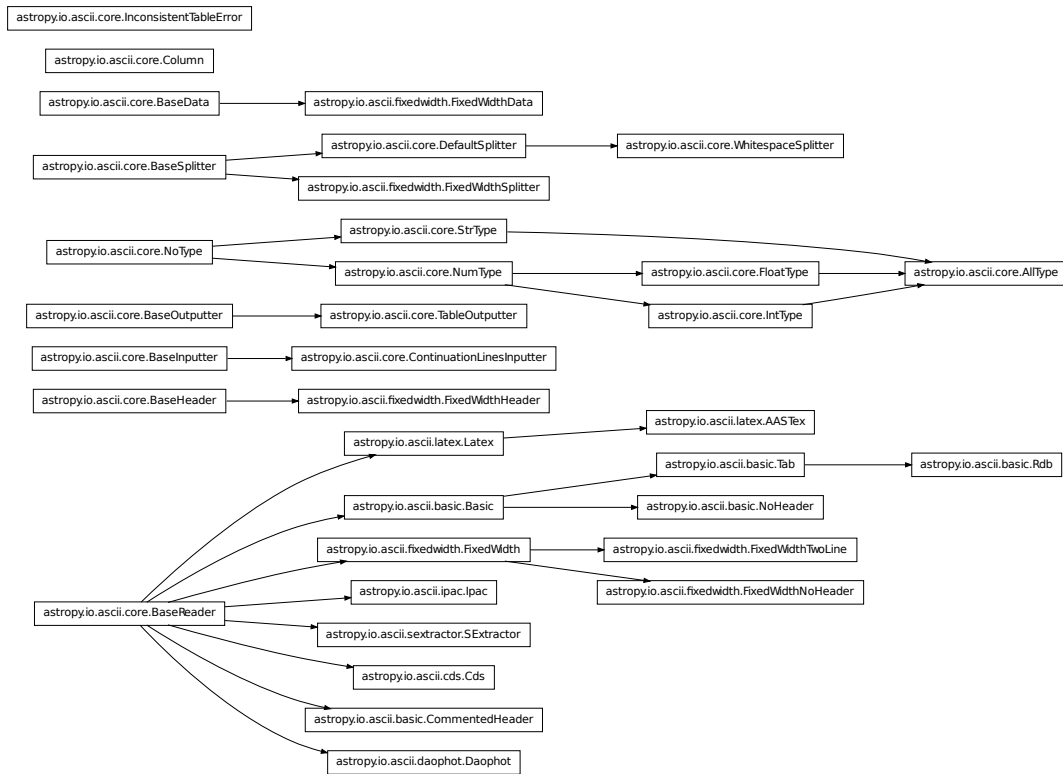 astropy.io.ascii.core.InconsistentTableError
astropy.io.ascii.core.Column
astropy.io.ascii.core.BaseData
astropy.io.ascii.fixedwidth.FixedWidthData
astropy.io.ascii.core.DefaultSplitter
astropy.io.ascii.core.WhitespaceSplitter
astropy.io.ascii.core.BaseSplitter
astropy.io.ascii.fixedwidth.FixedWidthSplitter
astropy.io.ascii.core.StrType
astropy.io.ascii.core.NoType
astropy.io.ascii.core.NumType
astropy.io.ascii.core.FloatType
astropy.io.ascii.core.AllType
astropy.io.ascii.core.BaseOutputter
astropy.io.ascii.core.TableOutputter
astropy.io.ascii.core.IntType
astropy.io.ascii.core.BaseInputter
astropy.io.ascii.core.ContinuationLinesInputter
astropy.io.ascii.core.BaseHeader
astropy.io.ascii.fixedwidth.FixedWidthHeader
astropy.io.ascii.latex.AASTex
astropy.io.ascii.latex.Latex
astropy.io.ascii.basic.Tab
astropy.io.ascii.basic.Rdb
astropy.io.ascii.basic.Basic
astropy.io.ascii.basic.NoHeader
astropy.io.ascii.fixedwidth.FixedWidth
astropy.io.ascii.fixedwidth.FixedWidthTwoLine
astropy.io.ascii.ipac.Ipac
astropy.io.ascii.fixedwidth.FixedWidthNoHeader
astropy.io.ascii.core.BaseReader
astropy.io.ascii.sextractor.SExtractor
astropy.io.ascii.cds.Cds
astropy.io.ascii.basic.CommentedHeader
astropy.io.ascii.daophot.Daophot